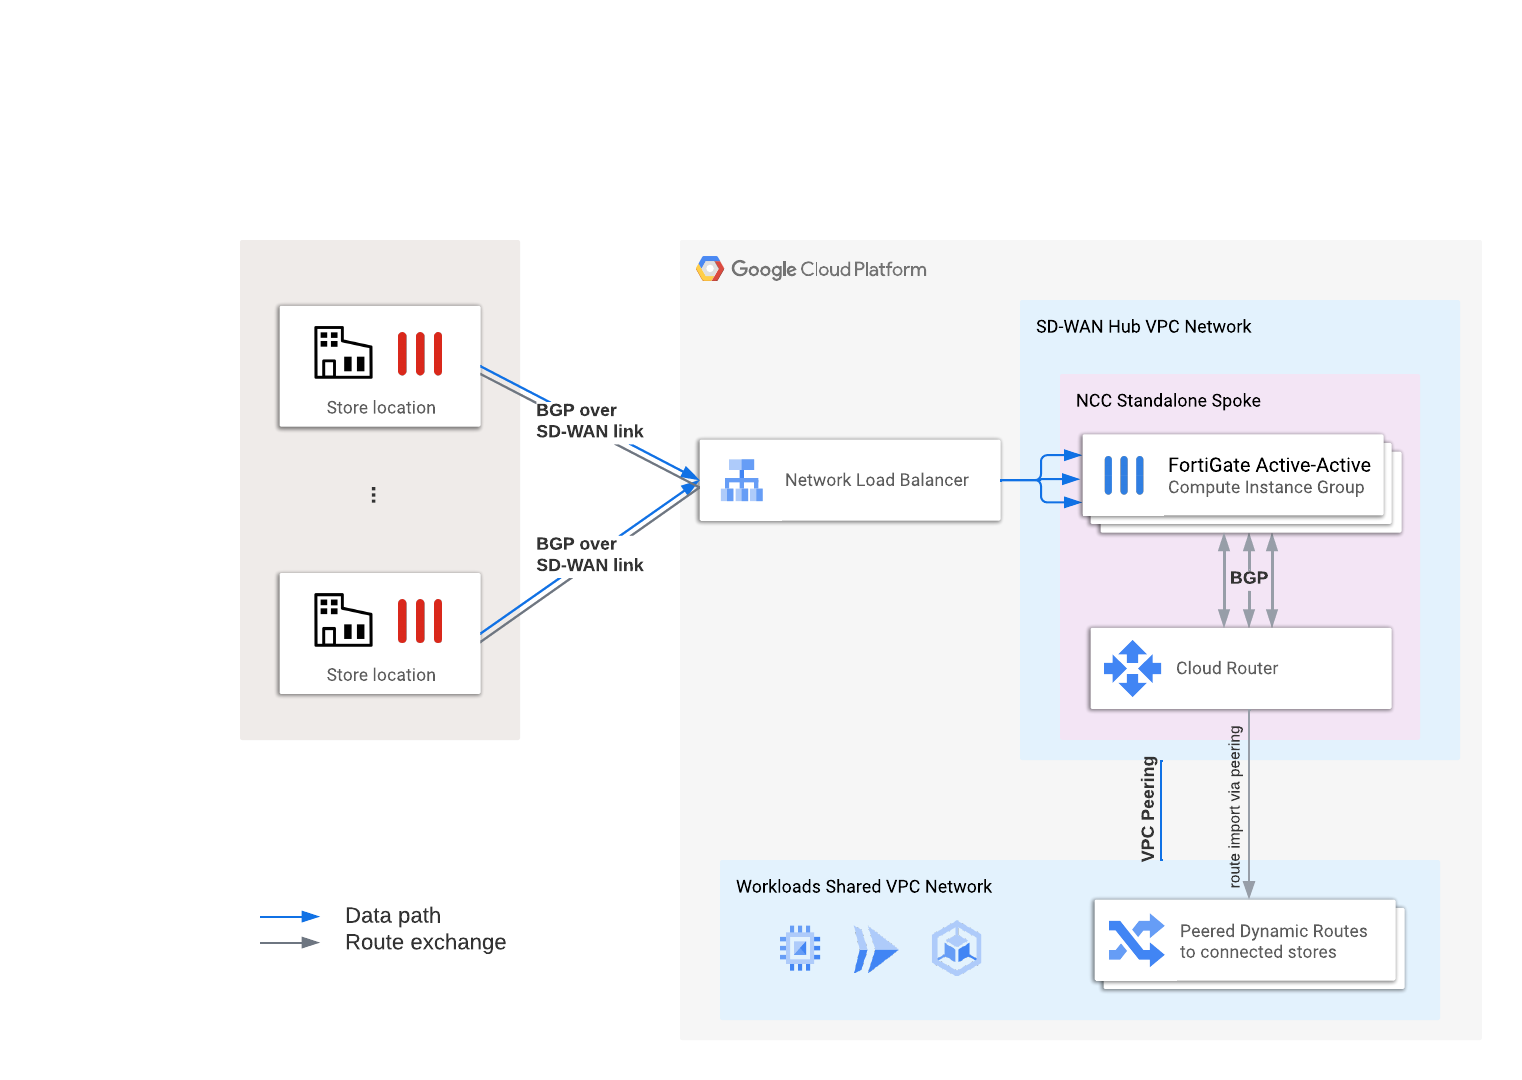 Google Cloud Platform
SD-WAN Hub VPC Network
NCC Standalone Spoke
Store location
BGP over
SD-WAN link
Network Load Balancer
FortiGate Active-Active
Compute Instance Group
BGP over
SD-WAN link
BGP
Store location
Cloud Router
VPC Peering
route import via peering
Workloads Shared VPC Network
Peered Dynamic Routes
to connected stores
Data path
Route exchange